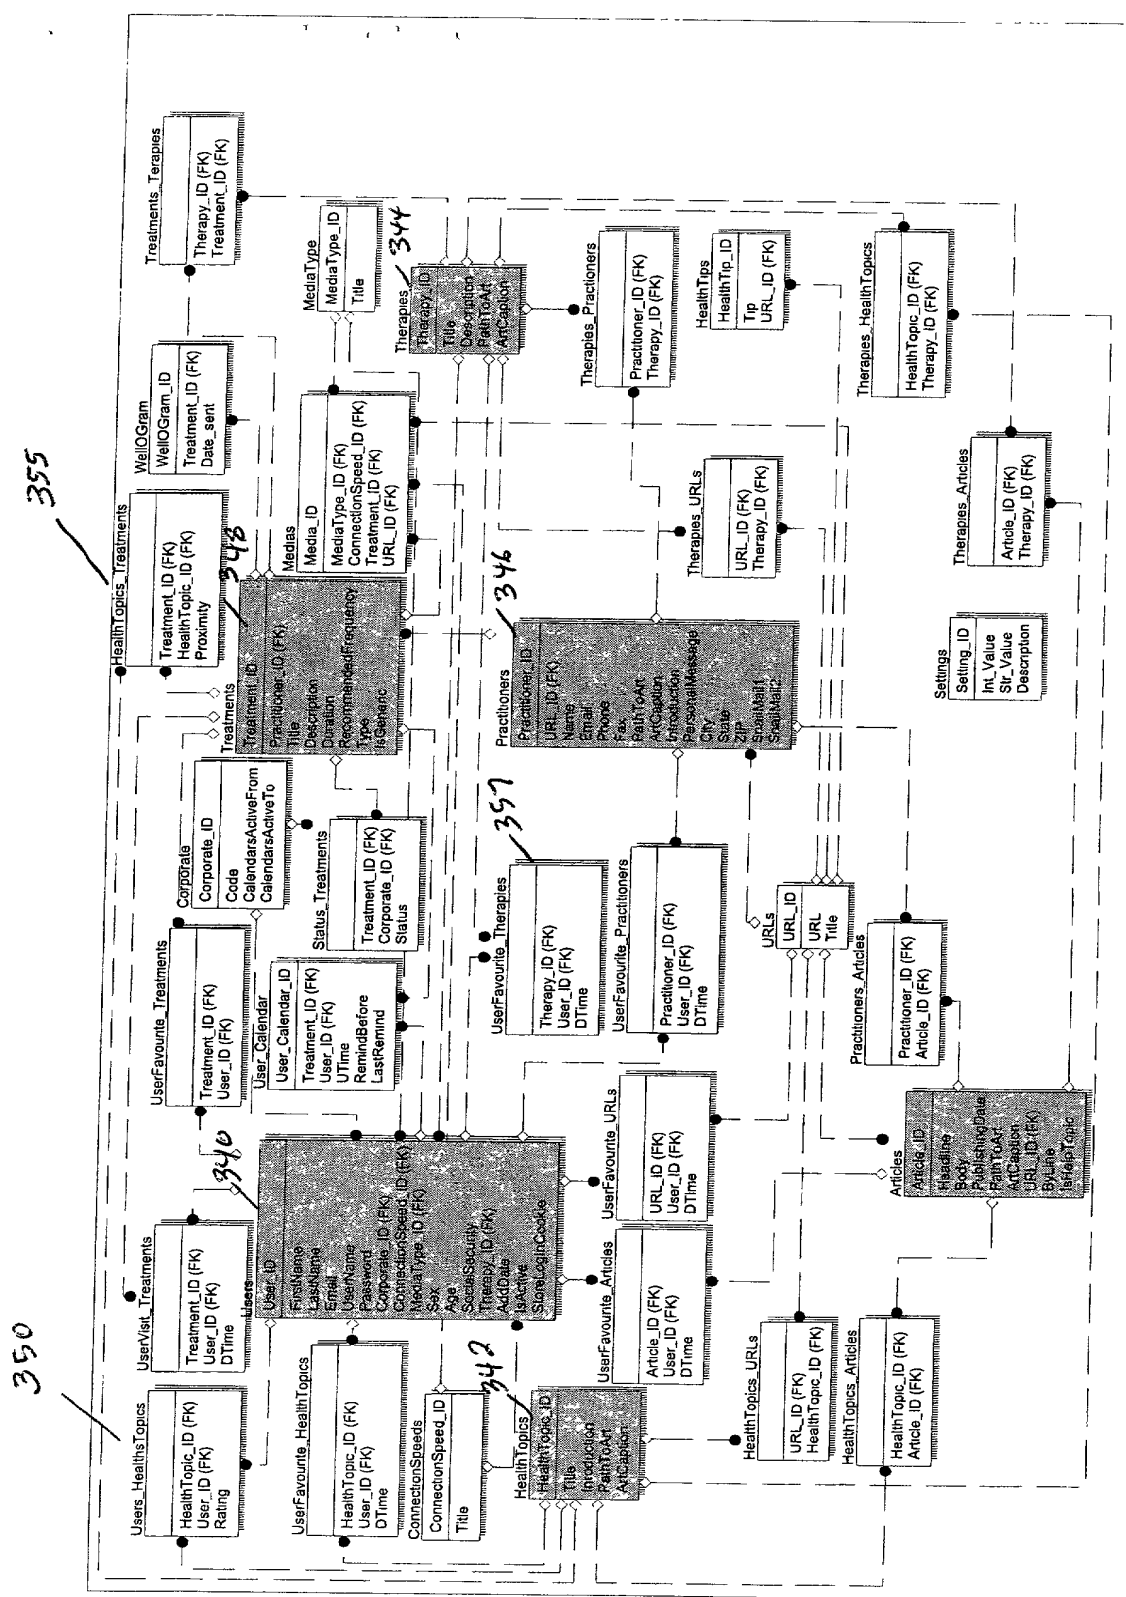 350
Users_HealthsTopics
HealthTopic_ID (FK)
User_ID (FK)
Rating
UserVisit_Treatments
Treatment_ID (FK)
User_ID (FK)
DTime
UserFavourite_Treatments
Treatment_ID (FK)
User_ID (FK)
Corporate
Corporate_ID
Code
CalendarsActiveFrom
CalendarsActiveTo
355
HealthTopics_Treatments
Treatment_ID (FK)
HealthTopic_ID (FK)
Proximity
WellOGram
WellOGram_ID
Treatment_ID (FK)
Date_sent
Treatments_Terapies
Therapy_ID (FK)
Treatment_ID (FK)
UserFavourite_HealthTopics
HealthTopic_ID (FK)
User_ID (FK)
DTime
340
Users
User_ID
FirstName
LastName
Email
UserName
Password
Corporate_ID (FK)
ConnectionSpeed_ID (FK)
MediaType_ID (FK)
Sex
Age
SocialSecurity
Therapy_ID (FK)
AddDate
IsActive
StoreLogInCookie
User_Calendar
User_Calendar_ID
Treatment_ID (FK)
User_ID (FK)
UTime
RemindBefore
LastRemind
Status_Treatments
Treatment_ID (FK)
Corporate_ID (FK)
Status
348
Treatments
Treatment_ID
Practitioner_ID (FK)
Title
Description
Duration
RecommendedFrequency
Type
IsGeneric
Medias
Media_ID
MediaType_ID (FK)
ConnectionSpeed_ID (FK)
Treatment_ID (FK)
URL_ID (FK)
MediaType
MediaType_ID
Title
ConnectionSpeeds
ConnectionSpeed_ID
Title
342
HealthTopics
HealthTopic_ID
Title
Introduction
PathToArt
ArtCaption
UserFavourite_Therapies
357
Therapy_ID (FK)
User_ID (FK)
DTime
346
Practitioners
Practitioner_ID
URL_ID (FK)
Name
Email
Phone
Fax
PathToArt
ArtCaption
Introduction
PersonalMessage
City
State
ZIP
SnailMail1
SnailMail2
344
Therapies
Therapy_ID
Title
Description
PathToArt
ArtCaption
UserFavourite_Articles
Article_ID (FK)
User_ID (FK)
DTime
UserFavourite_URLs
URL_ID (FK)
User_ID (FK)
DTime
UserFavourite_Practitioners
Practitioner_ID (FK)
User_ID (FK)
DTime
Therapies_URLs
URL_ID (FK)
Therapy_ID (FK)
Therapies_Practioners
Practitioner_ID (FK)
Therapy_ID (FK)
HealthTips
HealthTip_ID
Tip
URL_ID (FK)
HealthTopics_URLs
URL_ID (FK)
HealthTopic_ID (FK)
URLs
URL_ID
URL
Title
HealthTopics_Articles
HealthTopic_ID (FK)
Article_ID (FK)
Articles
Article_ID
Headline
Body
PublishingDate
PathToArt
ArtCaption
URL_ID (FK)
ByLine
IsHelpTopic
Practitioners_Articles
Practitioner_ID (FK)
Article_ID (FK)
Settings
Setting_ID
Int_Value
Str_Value
Description
Therapies_Articles
Article_ID (FK)
Therapy_ID (FK)
Therapies_HealthTopics
HealthTopic_ID (FK)
Therapy_ID (FK)